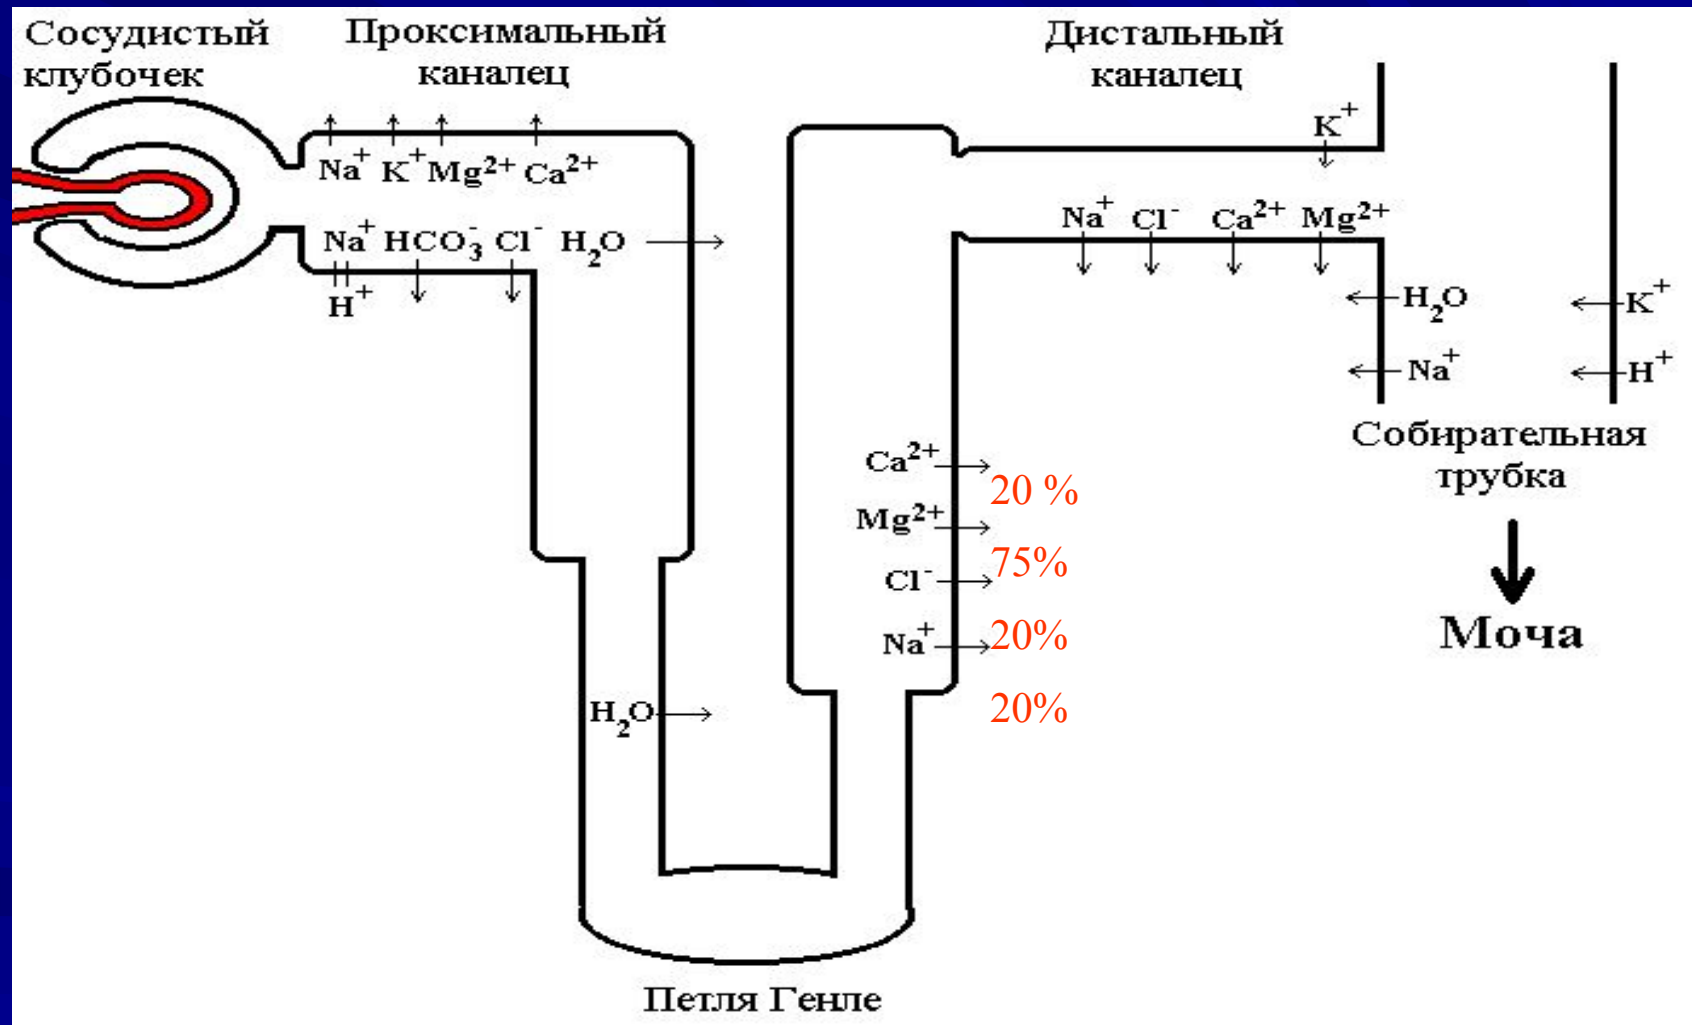 Сосудистый
клубочек
Проксимальный
каналец
Дистальный
каналец
Na⁺ K⁺ Mg²⁺ Ca²⁺
Na⁺ HCO₃⁻ Cl⁻ H₂O
H⁺
K⁺
Na⁺ Cl⁻ Ca²⁺ Mg²⁺
H₂O
K⁺
Na⁺
H⁺
Собирательная
трубка
Моча
Ca²⁺
20 %
Mg²⁺
75%
Cl⁻
20%
Na⁺
20%
H₂O
Петля Генле